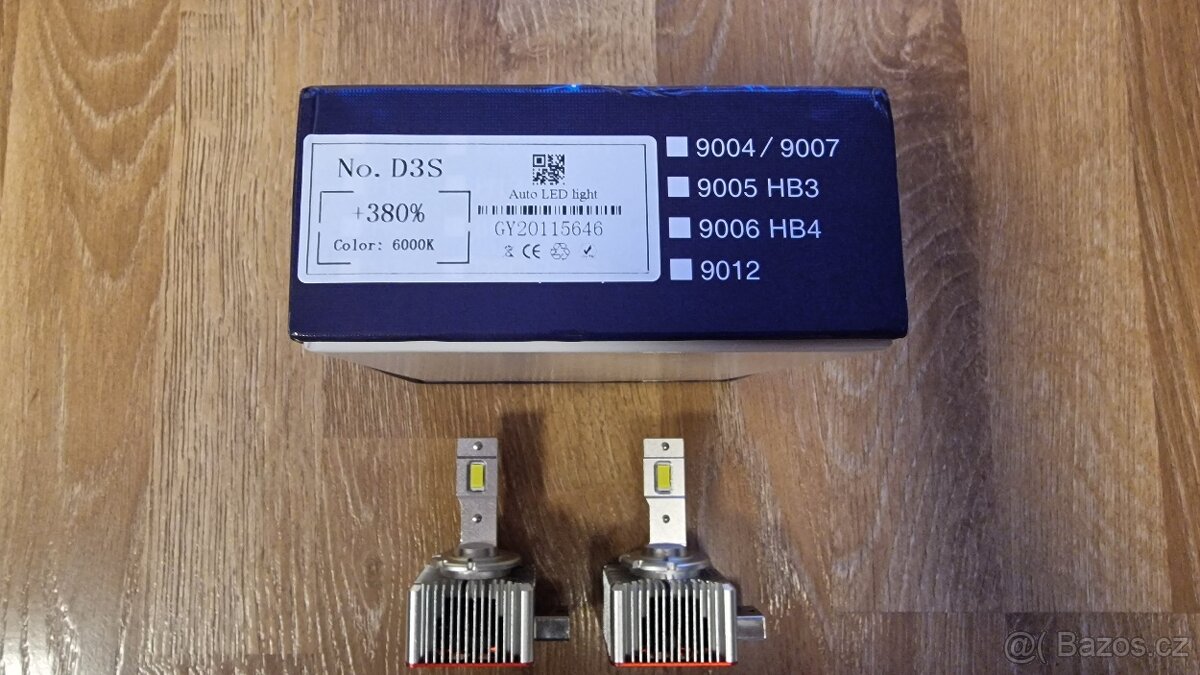 No. D3S
+380%
Color: 6000K
Auto LED light
GY20115646
CE
9004 / 9007
9005 HB3
9006 HB4
9012
@( Bazos.cz